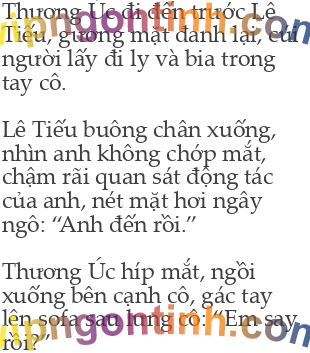 Thương Úc đi đến trước Lê
Tiếu, gương mặt đanh lại, cúi
người lấy đi ly và bia trong
tay cô.

Lê Tiếu buông chân xuống,
nhìn anh không chớp mắt,
chậm rãi quan sát động tác
của anh, nét mặt hơi ngây
ngô: “Anh đến rồi.”

Thương Úc híp mắt, ngồi
xuống bên cạnh cô, gác tay
lên sofa sau lưng cô: “Em say
rồi?”